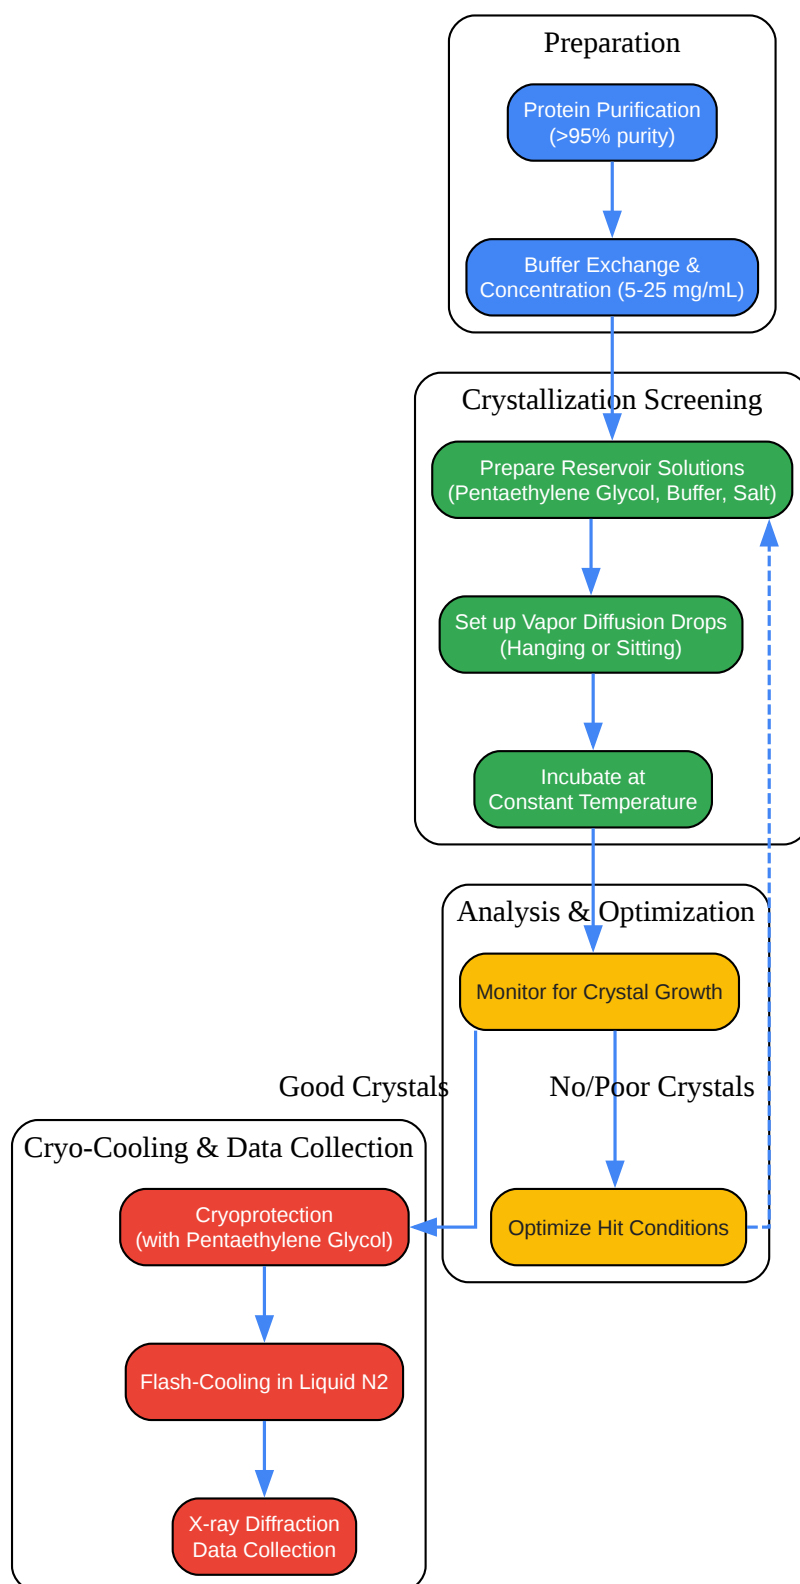 Preparation
Protein Purification
(>95% purity)
Buffer Exchange &
Concentration (5-25 mg/mL)
Crystallization Screening
Prepare Reservoir Solutions
(Pentaethylene Glycol, Buffer, Salt)
Set up Vapor Diffusion Drops
(Hanging or Sitting)
Incubate at
Constant Temperature
Analysis & Optimization
Monitor for Crystal Growth
Good Crystals
No/Poor Crystals
Cryo-Cooling & Data Collection
Cryoprotection
(with Pentaethylene Glycol)
Optimize Hit Conditions
Flash-Cooling in Liquid N2
X-ray Diffraction
Data Collection